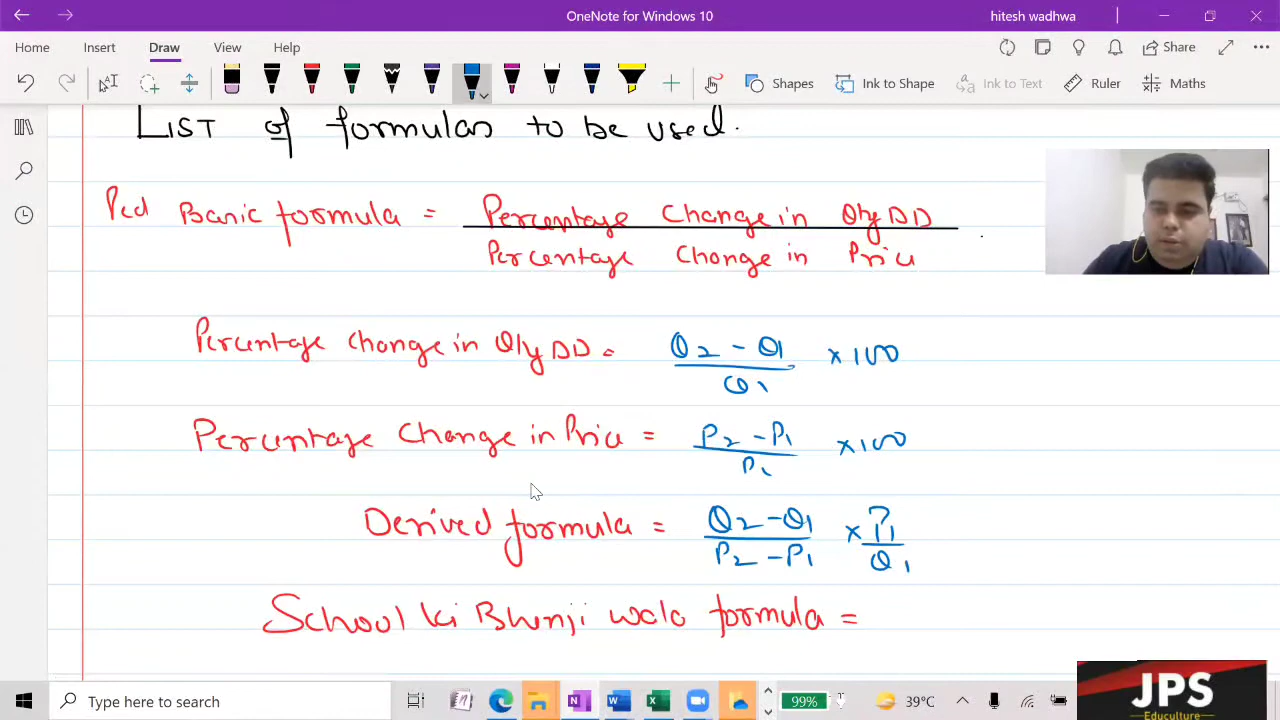 OneNote for Windows 10
hitesh wadhwa
Home Insert Draw View Help
Share
Shapes Ink to Shape Ink to Text Ruler Maths
LIST of formulas to be used.
Ped Basic formula = Percentage Change in Qty DD
Percentage Change in Price
Percentage change in Qty DD = Q2 - Q1 × 100
Q1
Percentage Change in Price = P2 - P1 × 100
P1
Derived formula = Q2 - Q1 × P1
P2 - P1 Q1
School ki Bhenji wala formula =
Type here to search
99%
39°C
JPS
Educulture